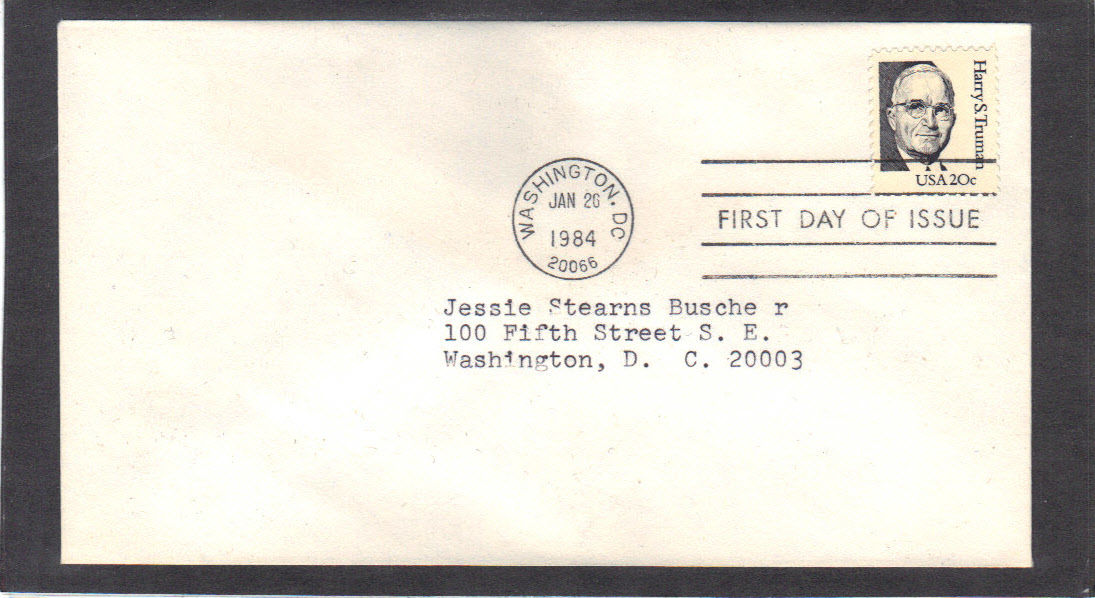 Harry S. Truman
USA 20c
WASHINGTON. DC
JAN 26
1984
20066
FIRST DAY OF ISSUE
Jessie Stearns Busche r
100 Fifth Street S. E.
Washington, D. C. 20003